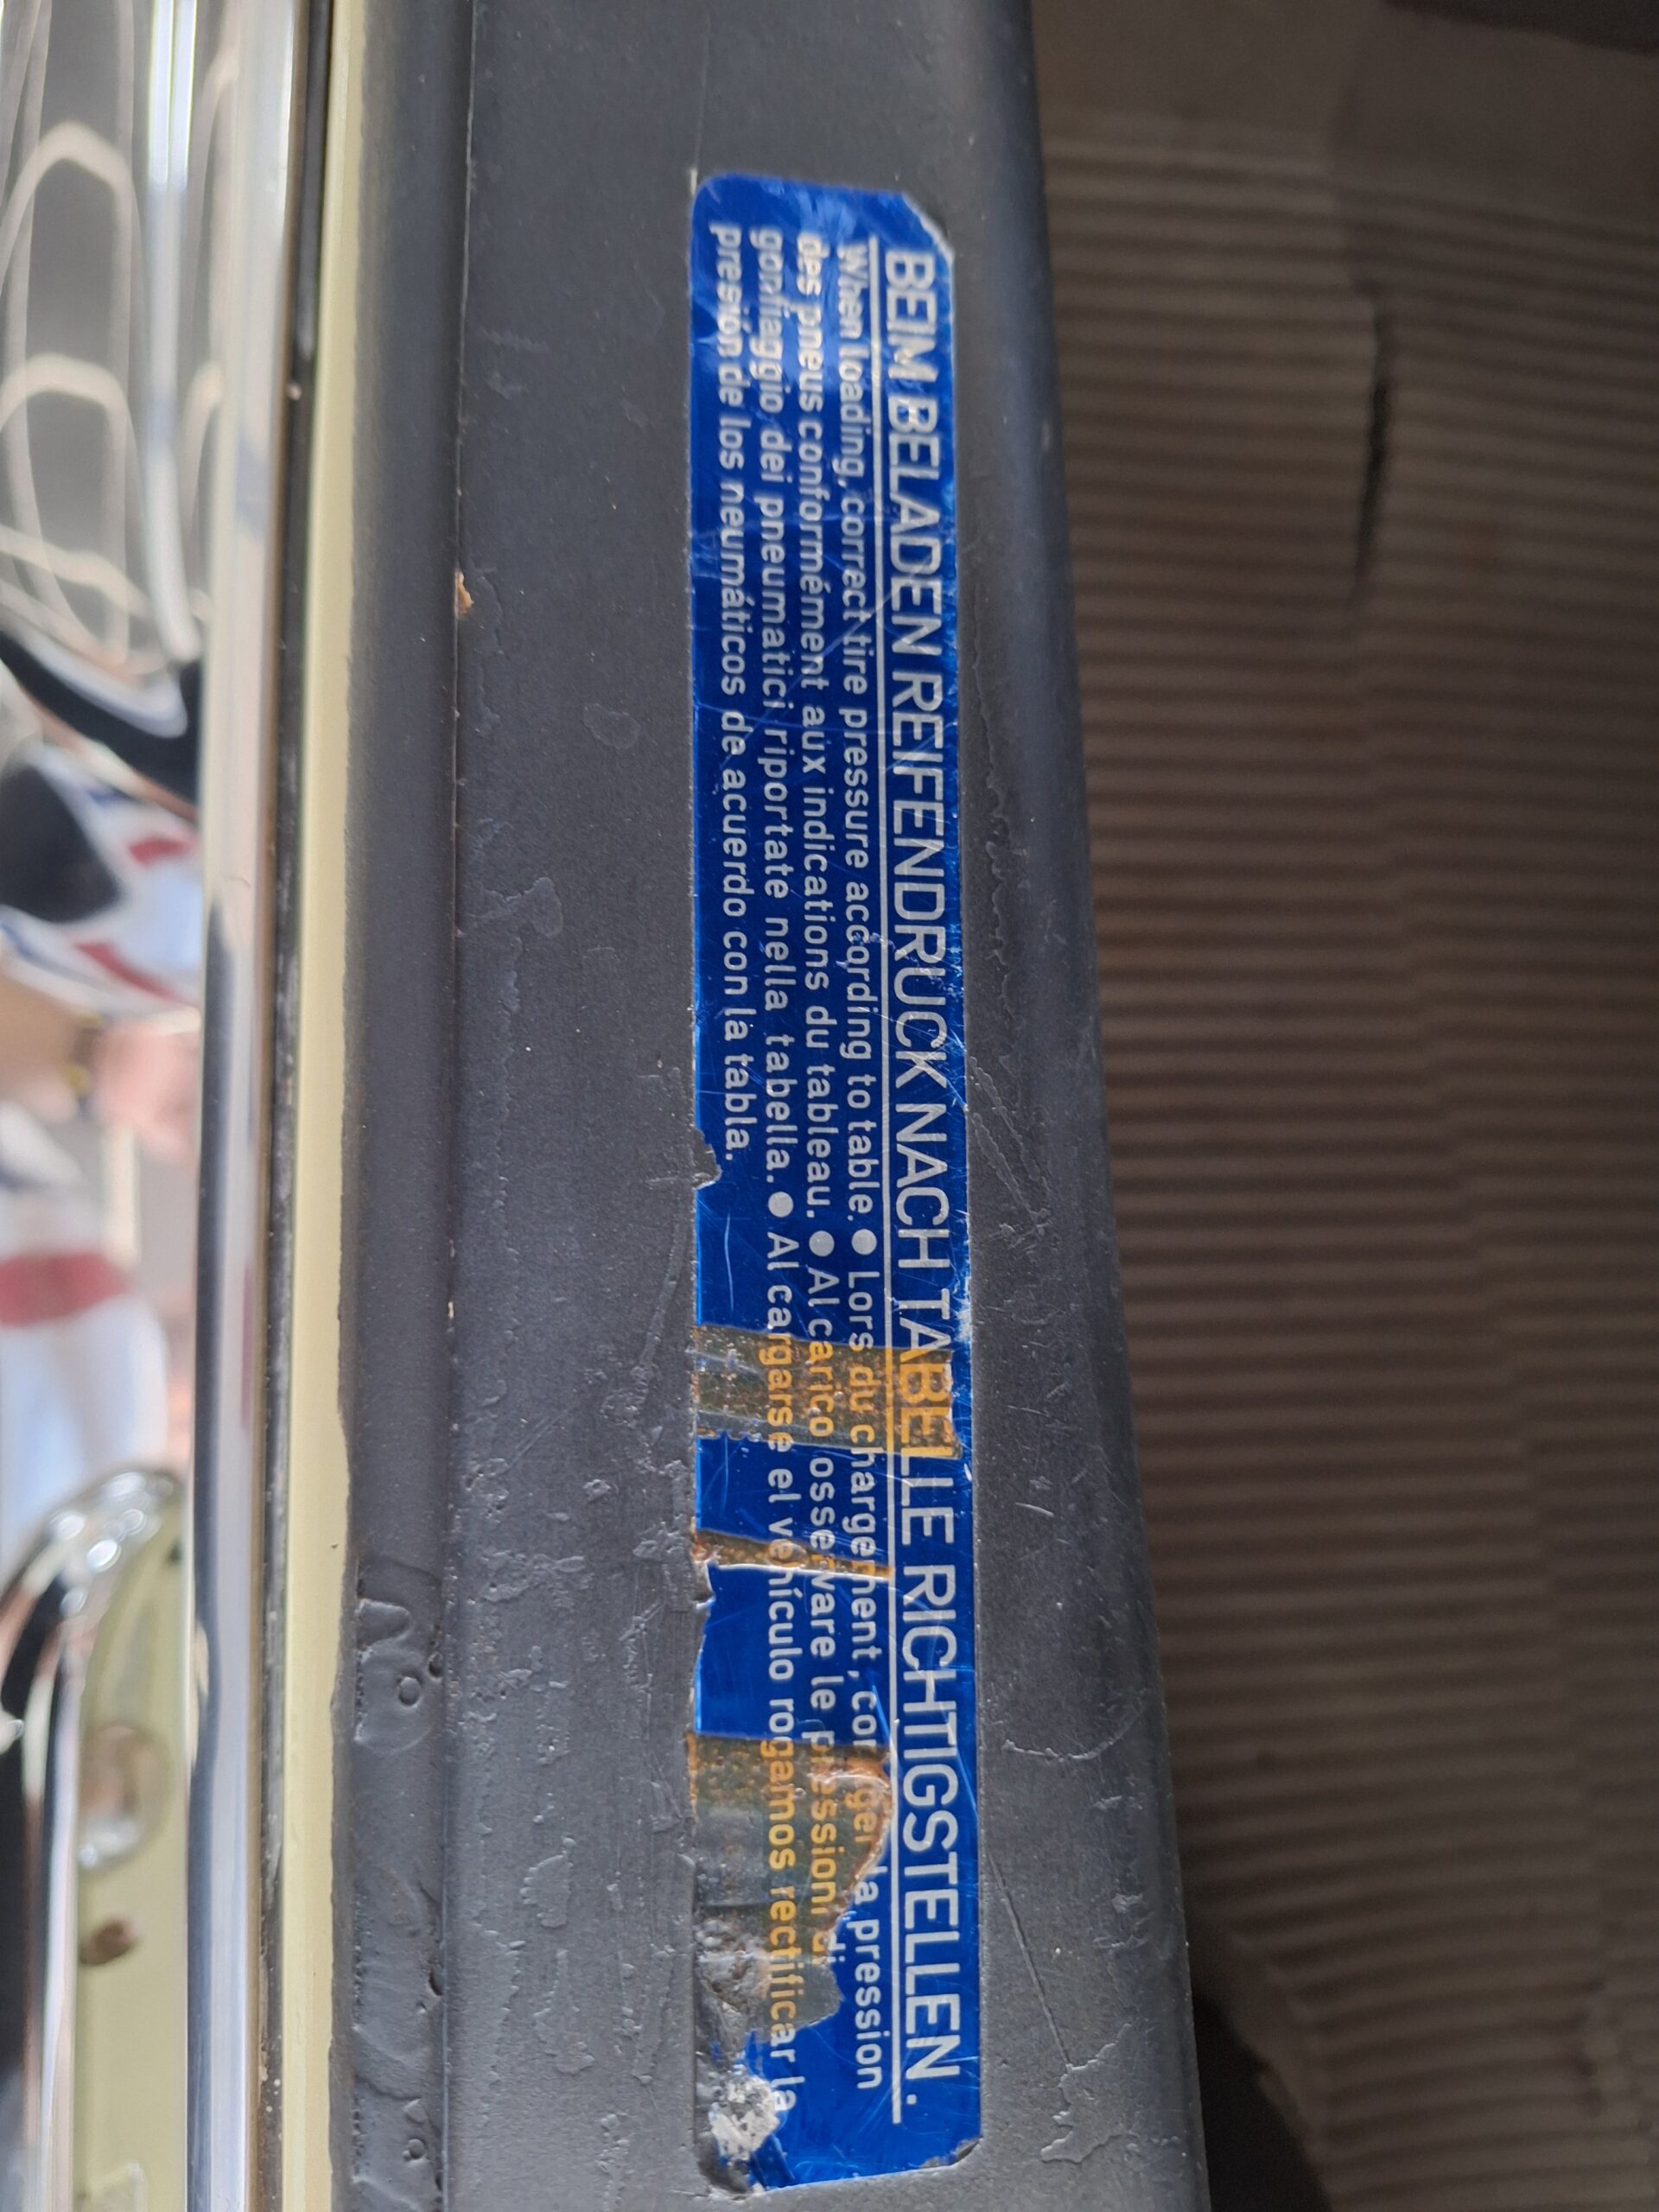 BEIM BELADEN REIFENDRUCK NACH TABELLE RICHTIGSTELLEN.
When loading, correct tire pressure according to table. ● Lors du chargement, corriger la pression
des pneus conformément aux indications du tableau. ● Al carico osservare le pressioni di
gonfiaggio dei pneumatici riportate nella tabella. ● Al cargarse el vehículo rogamos rectificar la
presión de los neumáticos de acuerdo con la tabla.